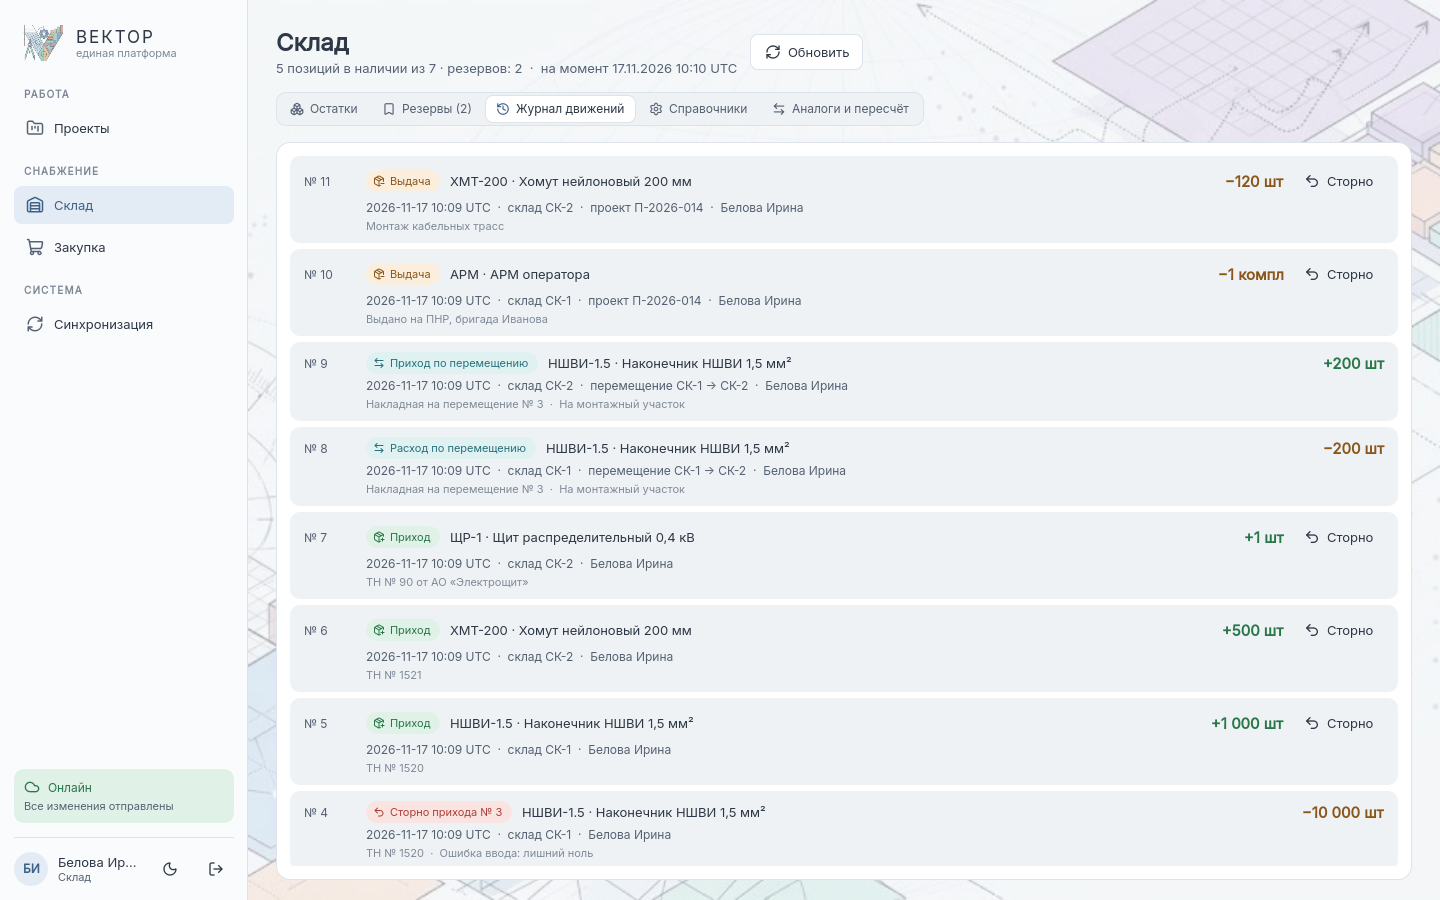 ВЕКТОР
единая платформа
РАБОТА
Проекты
СНАБЖЕНИЕ
Склад
Закупка
СИСТЕМА
Синхронизация
Онлайн
Все изменения отправлены
БИ
Белова Ир...
Склад
Склад
5 позиций в наличии из 7 · резервов: 2 · на момент 17.11.2026 10:10 UTC
Обновить
Остатки
Резервы (2)
Журнал движений
Справочники
Аналоги и пересчёт
№ 11 Выдача ХМТ-200 · Хомут нейлоновый 200 мм −120 шт Сторно
2026-11-17 10:09 UTC · склад СК-2 · проект П-2026-014 · Белова Ирина
Монтаж кабельных трасс
№ 10 Выдача АРМ · АРМ оператора −1 компл Сторно
2026-11-17 10:09 UTC · склад СК-1 · проект П-2026-014 · Белова Ирина
Выдано на ПНР, бригада Иванова
№ 9 Приход по перемещению НШВИ-1.5 · Наконечник НШВИ 1,5 мм² +200 шт
2026-11-17 10:09 UTC · склад СК-2 · перемещение СК-1 → СК-2 · Белова Ирина
Накладная на перемещение № 3 · На монтажный участок
№ 8 Расход по перемещению НШВИ-1.5 · Наконечник НШВИ 1,5 мм² −200 шт
2026-11-17 10:09 UTC · склад СК-1 · перемещение СК-1 → СК-2 · Белова Ирина
Накладная на перемещение № 3 · На монтажный участок
№ 7 Приход ЩР-1 · Щит распределительный 0,4 кВ +1 шт Сторно
2026-11-17 10:09 UTC · склад СК-2 · Белова Ирина
ТН № 90 от АО «Электрощит»
№ 6 Приход ХМТ-200 · Хомут нейлоновый 200 мм +500 шт Сторно
2026-11-17 10:09 UTC · склад СК-2 · Белова Ирина
ТН № 1521
№ 5 Приход НШВИ-1.5 · Наконечник НШВИ 1,5 мм² +1 000 шт Сторно
2026-11-17 10:09 UTC · склад СК-1 · Белова Ирина
ТН № 1520
№ 4 Сторно прихода № 3 НШВИ-1.5 · Наконечник НШВИ 1,5 мм² −10 000 шт
2026-11-17 10:09 UTC · склад СК-1 · Белова Ирина
ТН № 1520 · Ошибка ввода: лишний ноль